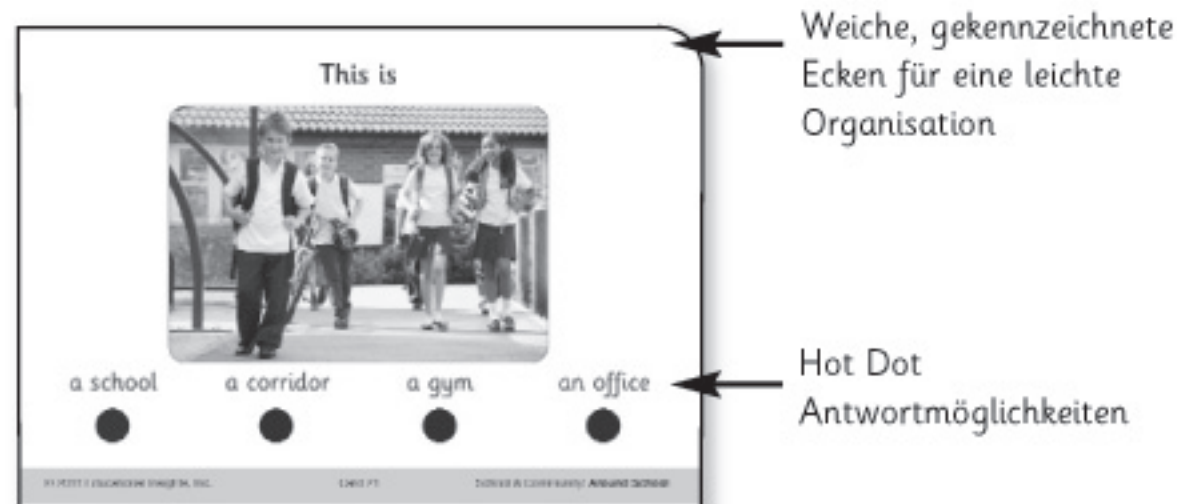 This is
a school a corridor a gym an office
School & Community: Around School
Weiche, gekennzeichnete
Ecken für eine leichte
Organisation
Hot Dot
Antwortmöglichkeiten